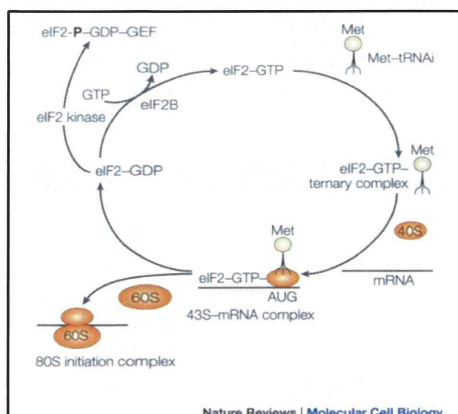 eIF2-P-GDP-GEF
GDP
eIF2-GTP
Met
Met-tRNAi
GTP
eIF2B
eIF2 kinase
eIF2-GDP
Met
eIF2-GTP-
ternary complex
40S
Met
eIF2-GTP-
mRNA
AUG
60S
43S-mRNA complex
60S
80S initiation complex
Nature Reviews | Molecular Cell Biology